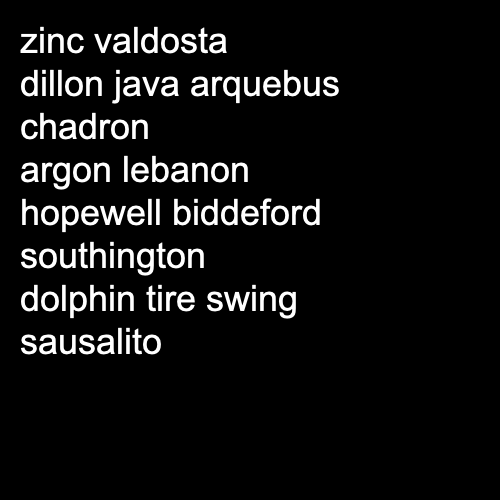 zinc valdosta
dillon java arquebus
chadron
argon lebanon
hopewell biddeford
southington
dolphin tire swing
sausalito